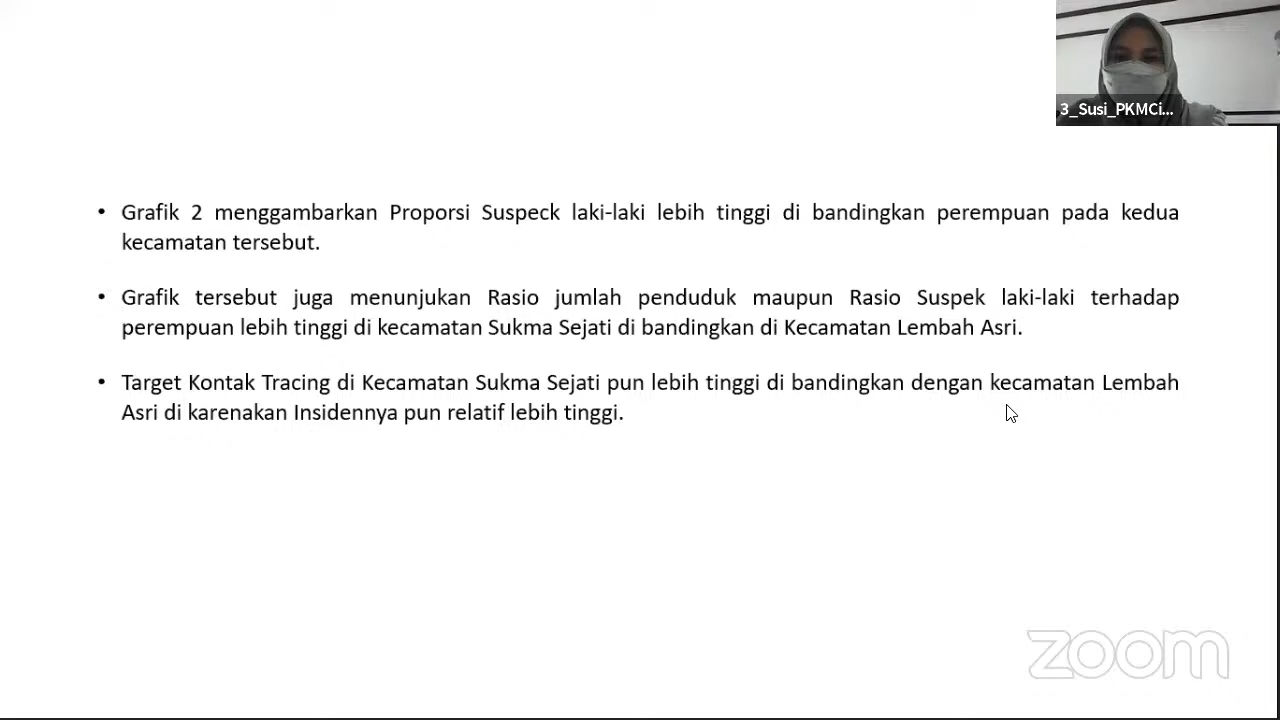 3_Susi_PKMCi...
• Grafik 2 menggambarkan Proporsi Suspeck laki-laki lebih tinggi di bandingkan perempuan pada kedua
kecamatan tersebut.
• Grafik tersebut juga menunjukan Rasio jumlah penduduk maupun Rasio Suspek laki-laki terhadap
perempuan lebih tinggi di kecamatan Sukma Sejati di bandingkan di Kecamatan Lembah Asri.
• Target Kontak Tracing di Kecamatan Sukma Sejati pun lebih tinggi di bandingkan dengan kecamatan Lembah
Asri di karenakan Insidennya pun relatif lebih tinggi.
zoom